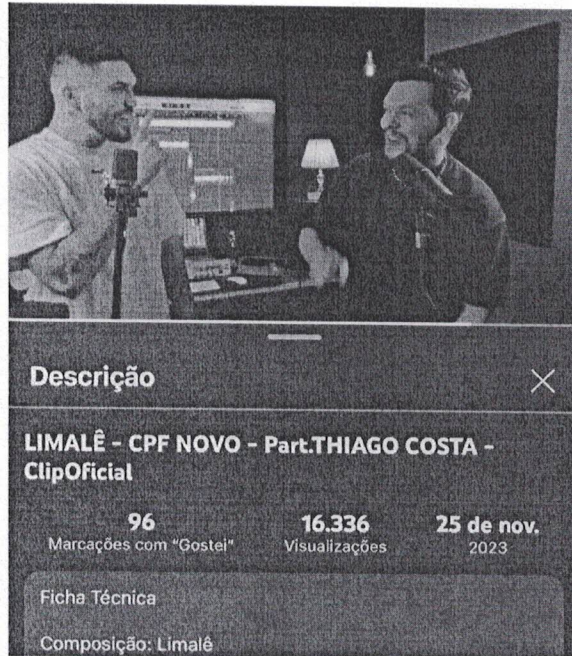 Descrição
LIMALÊ - CPF NOVO - Part.THIAGO COSTA -
ClipOficial
96 16.336 25 de nov.
Marcações com "Gostei" Visualizações 2023
Ficha Técnica
Composição: Limalê